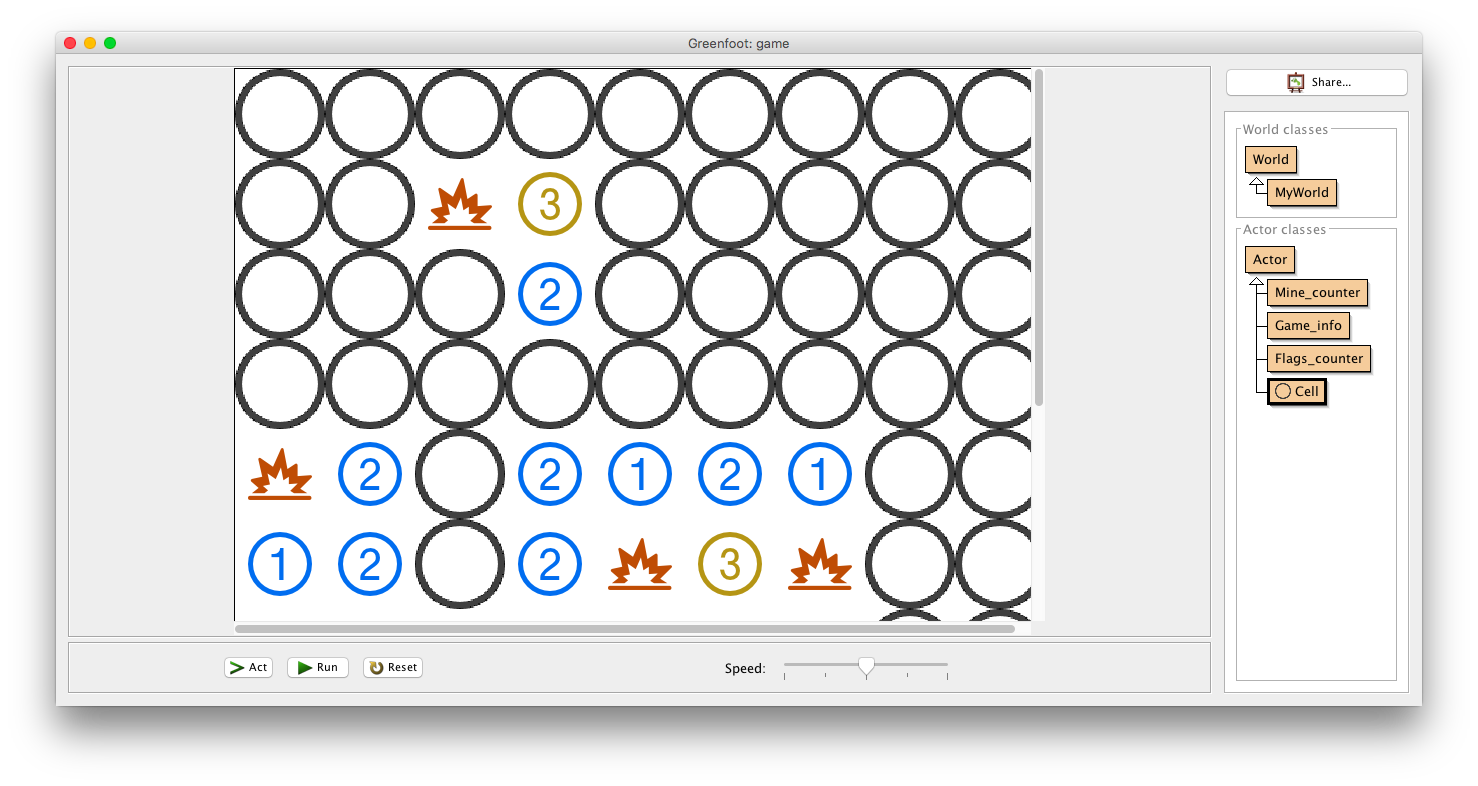 Greenfoot: game
Share...
World classes
World
MyWorld
Actor classes
Actor
Mine_counter
Game_info
Flags_counter
Cell
3
2
2 2 1 2 1
1 2 2 3
Act Run Reset Speed: